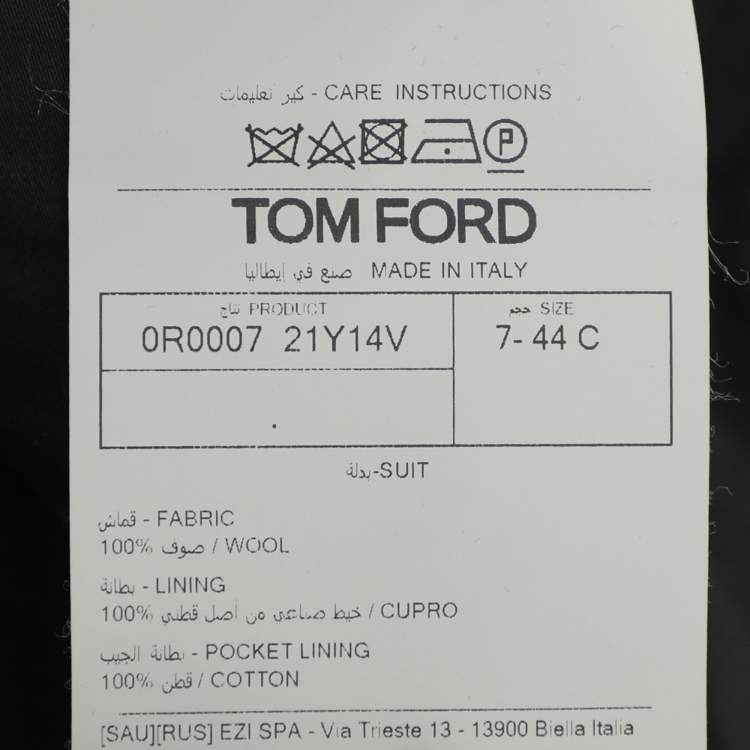 كير تعليمات - CARE INSTRUCTIONS
P
TOM FORD
صنع في إيطاليا MADE IN ITALY
نتاج PRODUCT
0R0007 21Y14V
حجم SIZE
7- 44 C
بدلة-SUIT
قماش - FABRIC
100% صوف / WOOL
بطانة - LINING
100% خيط صناعي من أصل قطني / CUPRO
بطانة الجيب - POCKET LINING
100% قطن / COTTON
[SAU][RUS] EZI SPA - Via Trieste 13 - 13900 Biella Italia